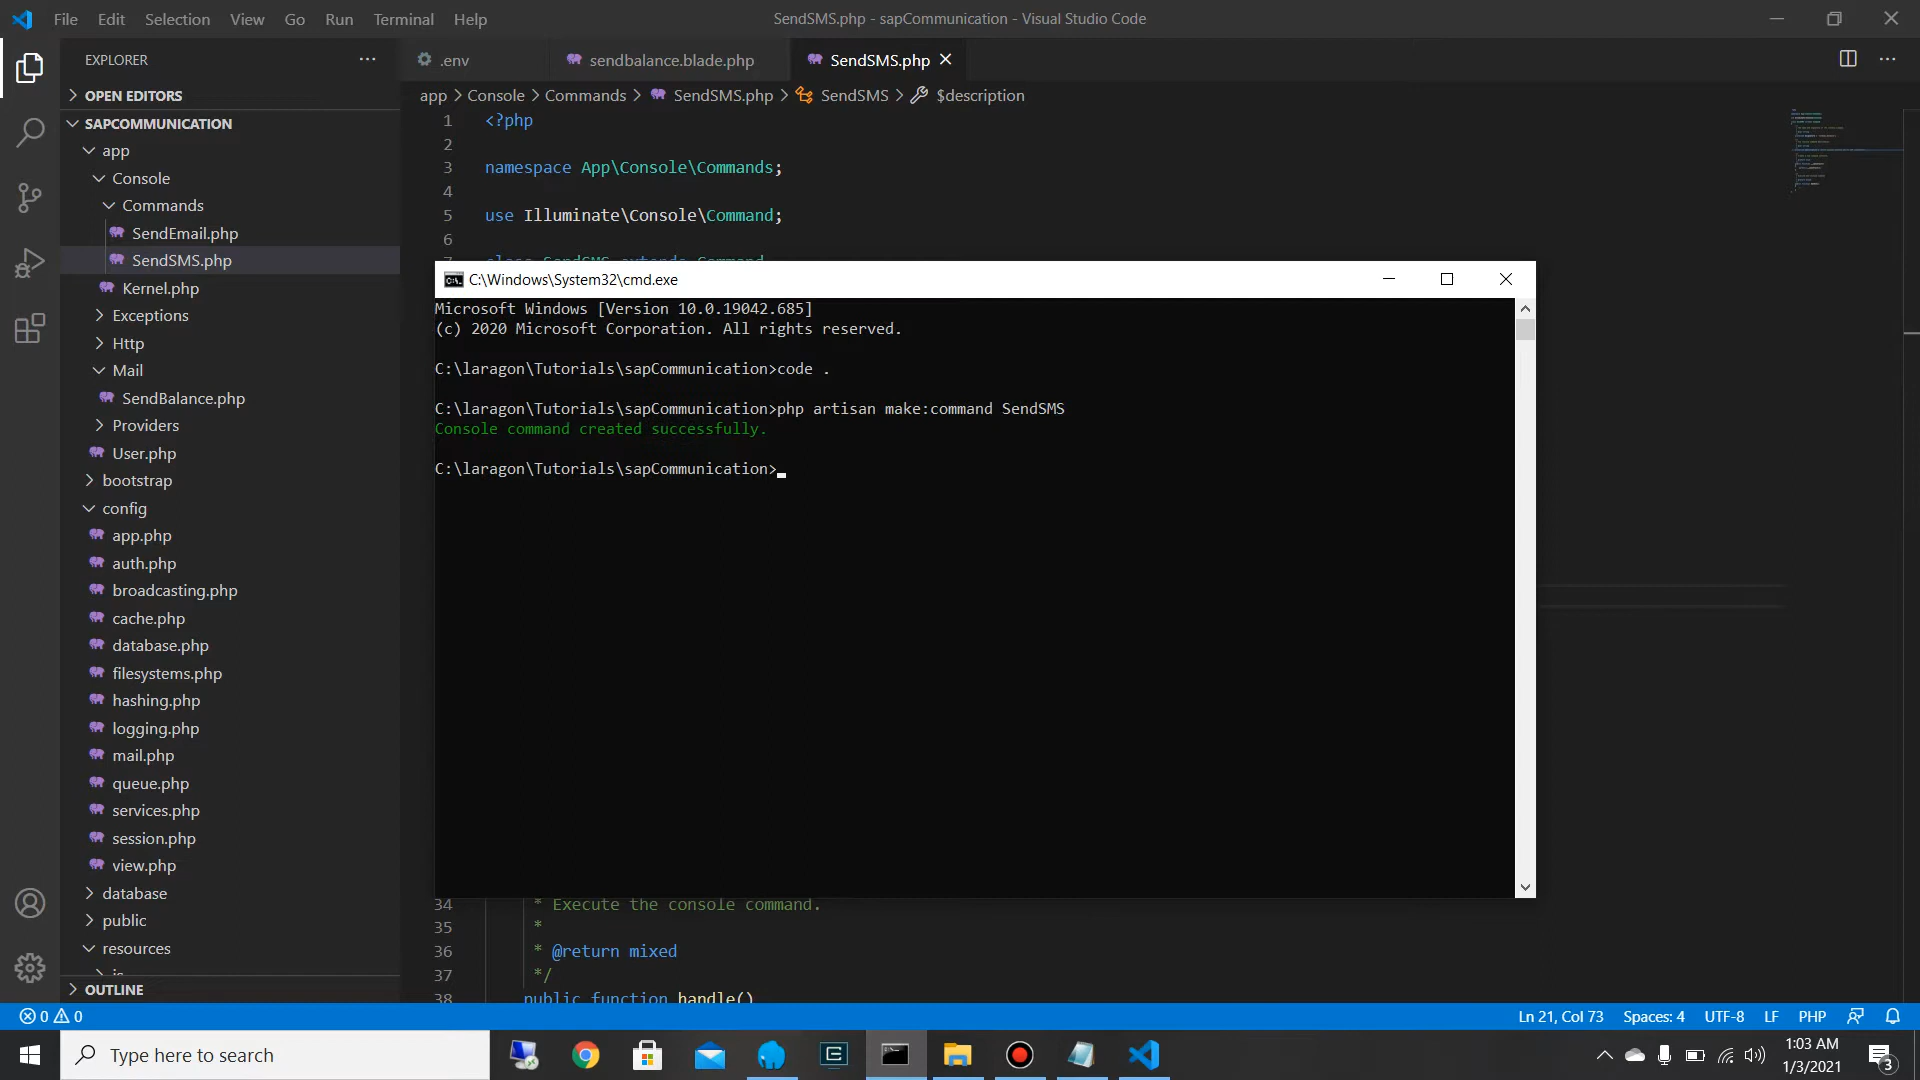 File Edit Selection View Go Run Terminal Help
SendSMS.php - sapCommunication - Visual Studio Code
EXPLORER
OPEN EDITORS
SAPCOMMUNICATION
app
Console
Commands
SendEmail.php
SendSMS.php
Kernel.php
Exceptions
Http
Mail
SendBalance.php
Providers
User.php
bootstrap
config
app.php
auth.php
broadcasting.php
cache.php
database.php
filesystems.php
hashing.php
logging.php
mail.php
queue.php
services.php
session.php
view.php
database
public
resources
OUTLINE
.env sendbalance.blade.php SendSMS.php
app > Console > Commands > SendSMS.php > SendSMS > $description
1 <?php
2
3 namespace App\Console\Commands;
4
5 use Illuminate\Console\Command;
6
C:\Windows\System32\cmd.exe
Microsoft Windows [Version 10.0.19042.685]
(c) 2020 Microsoft Corporation. All rights reserved.
C:\laragon\Tutorials\sapCommunication>code .
C:\laragon\Tutorials\sapCommunication>php artisan make:command SendSMS
Console command created successfully.
C:\laragon\Tutorials\sapCommunication>
34 * Execute the console command.
35 *
36 * @return mixed
37 */
38 public function handle()
0 0
Ln 21, Col 73 Spaces: 4 UTF-8 LF PHP
Type here to search
1:03 AM
1/3/2021
3